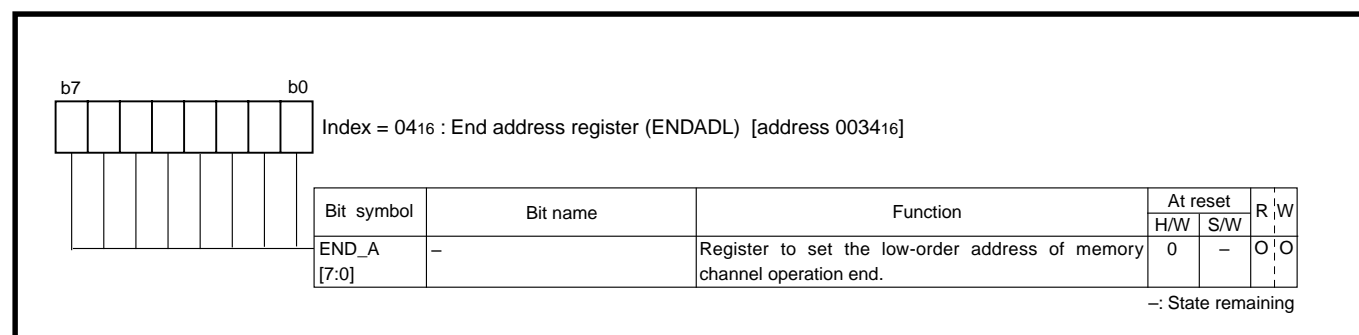 b7 b0
Index = 0416 : End address register (ENDADL) [address 003416]
Bit symbol Bit name Function At reset R W
H/W S/W
END_A – Register to set the low-order address of memory 0 – O O
[7:0] channel operation end.
–: State remaining